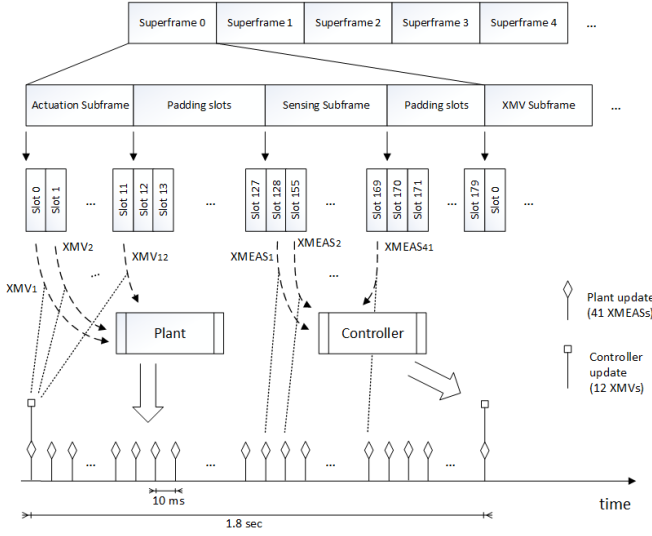 Superframe 0 Superframe 1 Superframe 2 Superframe 3 Superframe 4 ...
Actuation Subframe Padding slots Sensing Subframe Padding slots XMV Subframe ...
Slot 0 Slot 1 ... Slot 11 Slot 12 Slot 13 ... Slot 127 Slot 128 Slot 155 ... Slot 169 Slot 170 Slot 171 ... Slot 179 Slot 0 ...
XMV1 XMV2 ... XMV12 XMEAS1 XMEAS2 ... XMEAS41
Plant
Controller
Plant update
(41 XMEASs)
Controller
update
(12 XMVs)
... ... ... ... ...
10 ms
time
1.8 sec